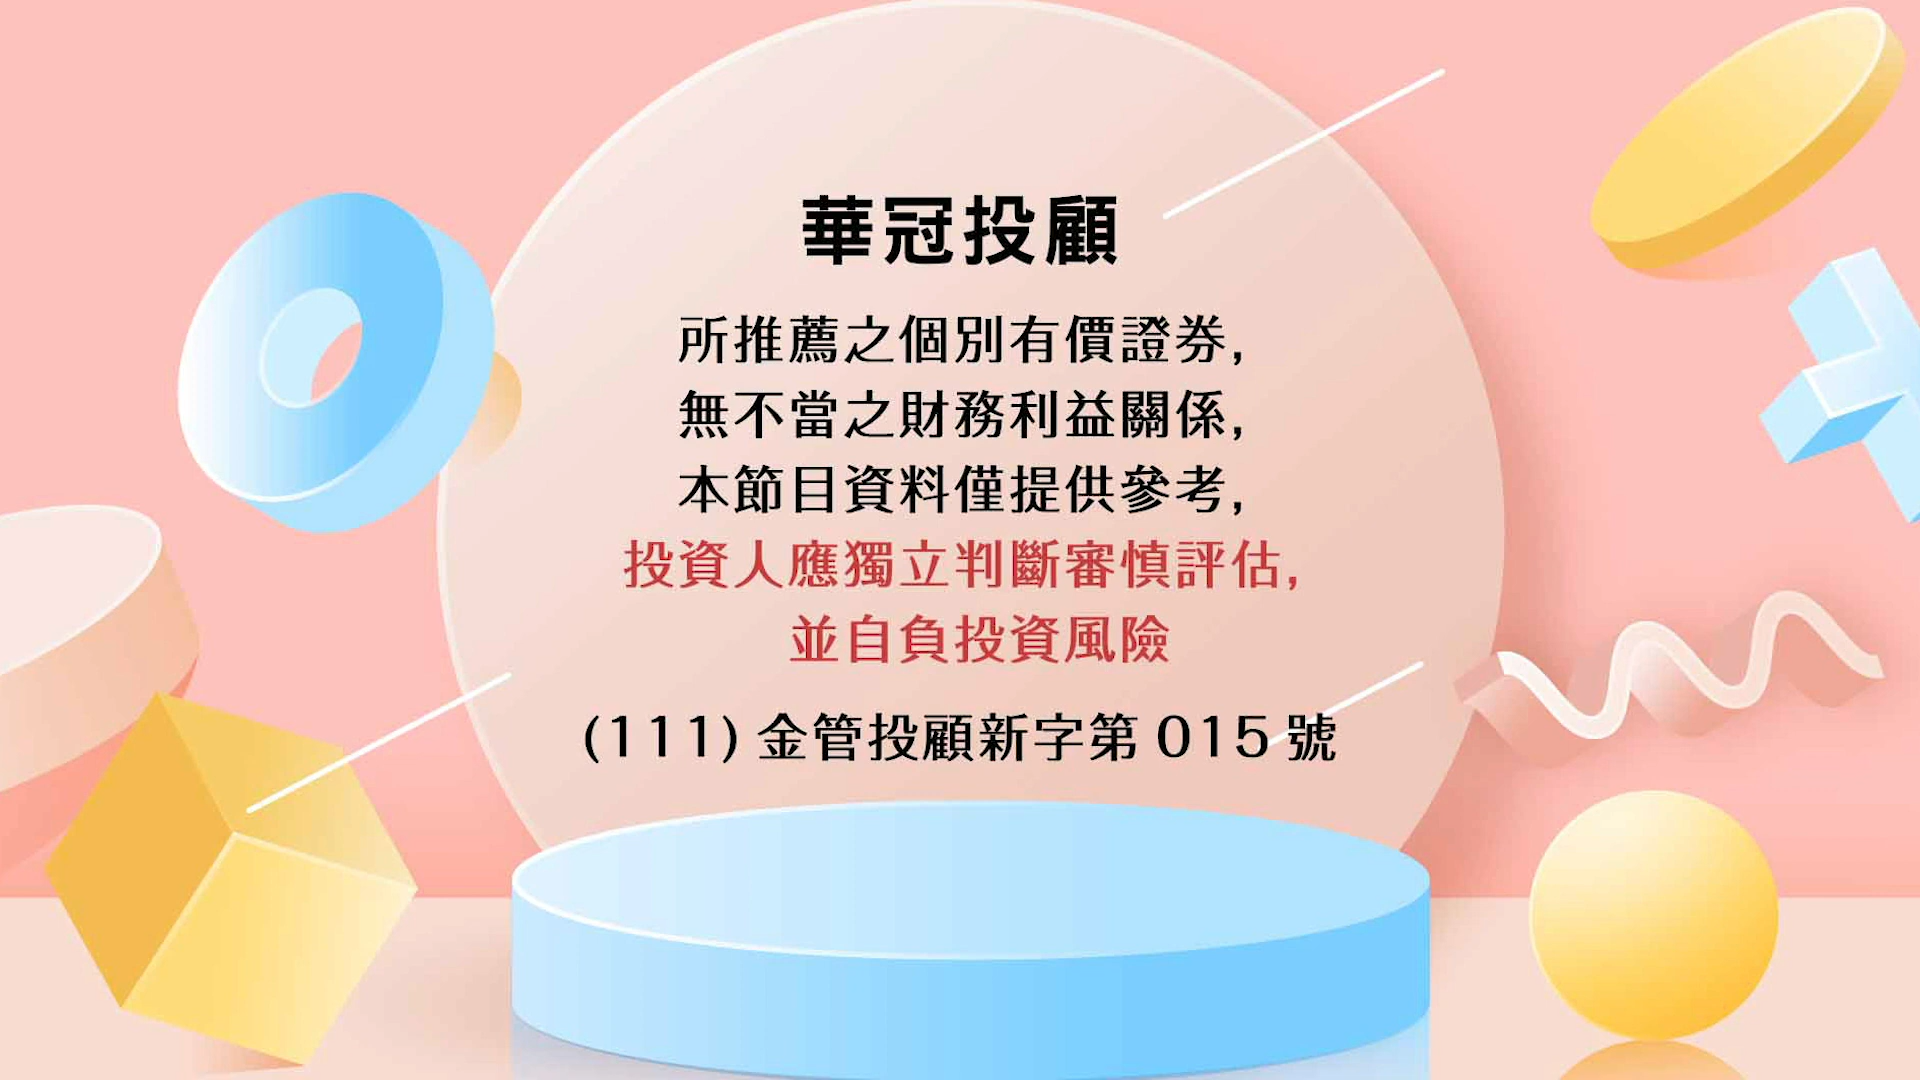 華冠投顧
所推薦之個別有價證券,
無不當之財務利益關係,
本節目資料僅提供參考,
投資人應獨立判斷審慎評估,
並自負投資風險
(111) 金管投顧新字第 015 號